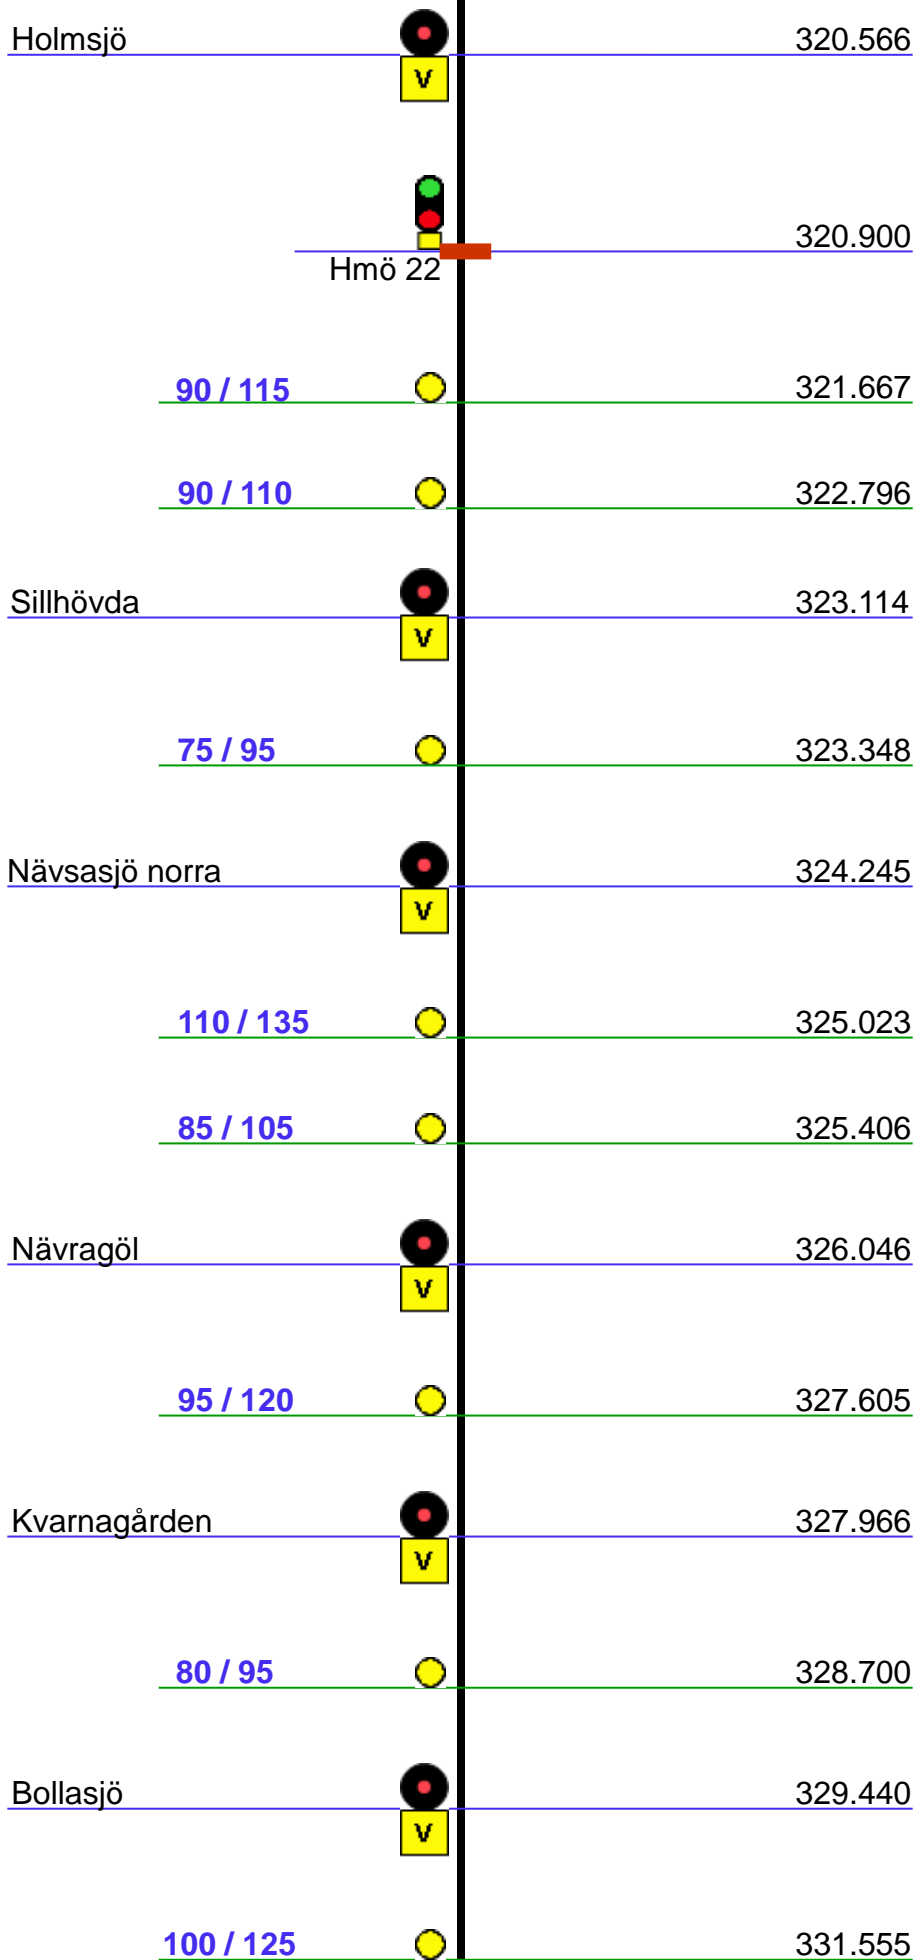 Holmsjö 320.566
V
320.900
Hmö 22
90 / 115 321.667
90 / 110 322.796
Sillhövda 323.114
V
75 / 95 323.348
Nävsasjö norra 324.245
V
110 / 135 325.023
85 / 105 325.406
Nävragöl 326.046
V
95 / 120 327.605
Kvarnagården 327.966
V
80 / 95 328.700
Bollasjö 329.440
V
100 / 125 331.555